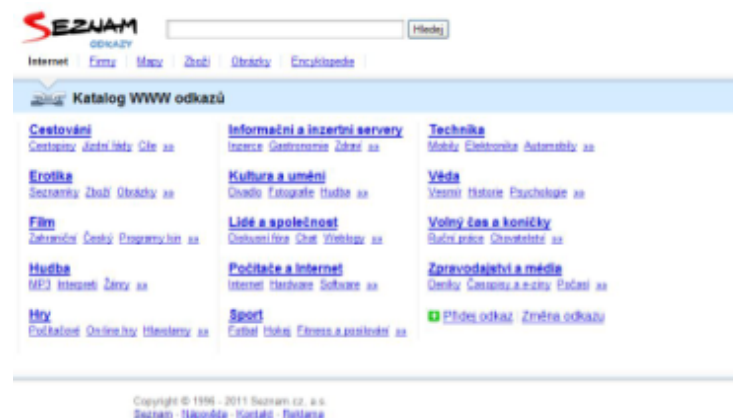 SEZNAM
ODKAZY
Hledej
Internet Firmy Mapy Zboží Obrázky Encyklopedie
Katalog WWW odkazů
Cestování
Cestopisy Jízdní řády Cíle »
Informační a inzertní servery
Inzerce Gastronomie Zdraví »
Technika
Mobily Elektronika Automobily »
Erotika
Seznamky Zboží Obrázky »
Kultura a umění
Divadlo Fotografie Hudba »
Věda
Vesmír Historie Psychologie »
Film
Zahraniční Český Programy kin »
Lidé a společnost
Diskusní fóra Chat Weblogy »
Volný čas a koníčky
Ruční práce Chovatelství »
Hudba
MP3 Interpreti Žánry »
Počítače a Internet
Internet Hardware Software »
Zpravodajství a média
Deníky Časopisy a e-ziny Počasí »
Hry
Počítačové On-line hry Hlavolamy »
Sport
Fotbal Hokej Fitness a posilování »
Přidej odkaz Změna odkazu
Copyright © 1996 - 2011 Seznam.cz, a.s.
Seznam - Nápověda - Kontakt - Reklama